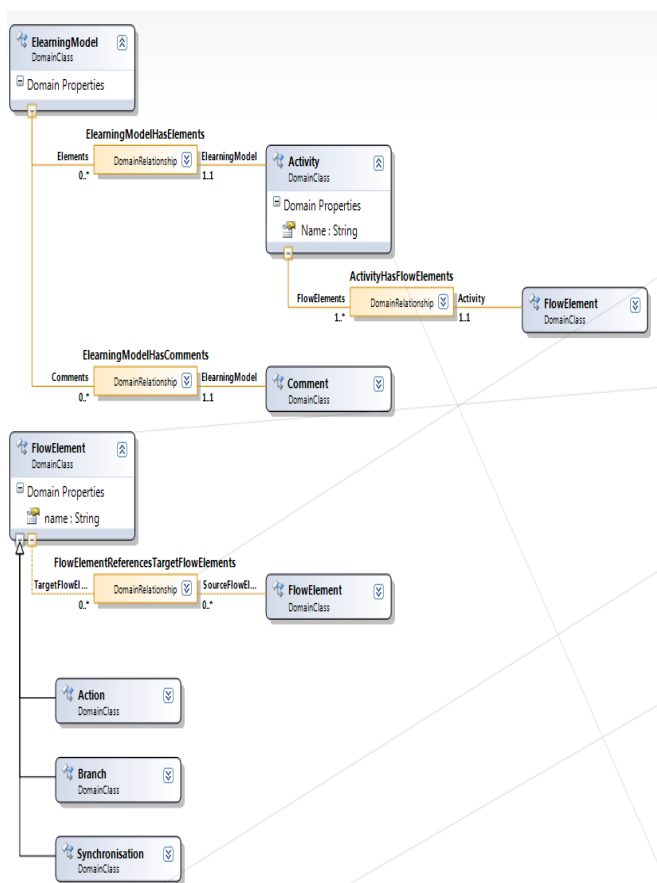 ElearningModel
DomainClass
Domain Properties
ElearningModelHasElements
Elements
DomainRelationship
ElearningModel
0..*
1..1
Activity
DomainClass
Domain Properties
Name : String
ActivityHasFlowElements
FlowElements
DomainRelationship
Activity
1..*
1..1
FlowElement
DomainClass
ElearningModelHasComments
Comments
DomainRelationship
ElearningModel
0..*
1..1
Comment
DomainClass
FlowElement
DomainClass
Domain Properties
name : String
FlowElementReferencesTargetFlowElements
TargetFlowEl...
DomainRelationship
SourceFlowEl...
0..*
0..*
FlowElement
DomainClass
Action
DomainClass
Branch
DomainClass
Synchronisation
DomainClass